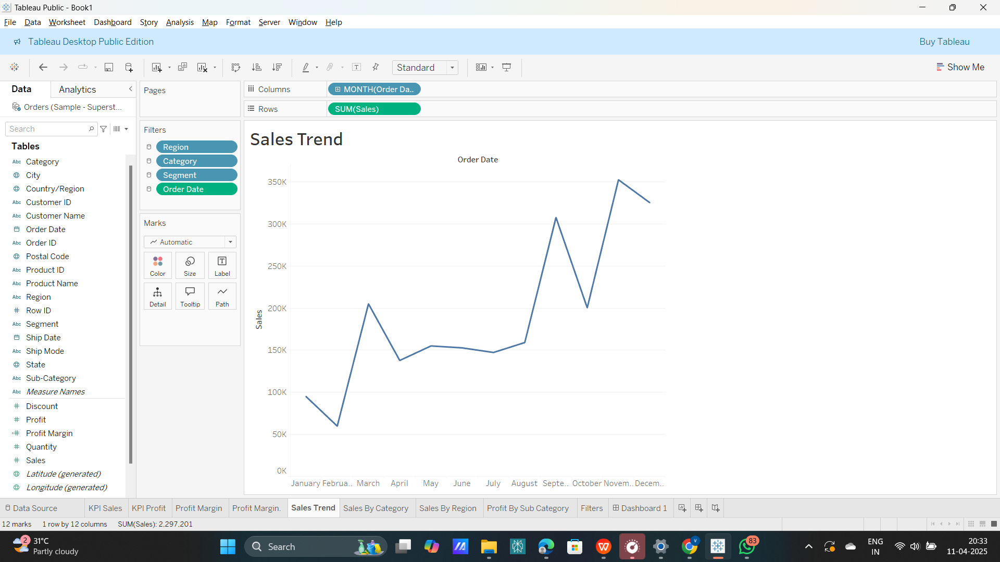 Tableau Public - Book1
File Data Worksheet Dashboard Story Analysis Map Format Server Window Help
Tableau Desktop Public Edition Buy Tableau
Standard Show Me
Data Analytics
Orders (Sample - Superst...
Search
Tables
Category
City
Country/Region
Customer ID
Customer Name
Order Date
Order ID
Postal Code
Product ID
Product Name
Region
Row ID
Segment
Ship Date
Ship Mode
State
Sub-Category
Measure Names
Discount
Profit
Profit Margin
Quantity
Sales
Latitude (generated)
Longitude (generated)
Pages
Filters
Region
Category
Segment
Order Date
Marks
Automatic
Color Size Label
Detail Tooltip Path
Columns MONTH(Order Da..
Rows SUM(Sales)
Sales Trend
Order Date
Sales
350K
300K
250K
200K
150K
100K
50K
0K
January Februa.. March April May June July August Septe.. October Novem.. Decem..
Data Source KPI Sales KPI Profit Profit Margin Profit Margin. Sales Trend Sales By Category Sales By Region Profit By Sub Category Filters Dashboard 1
12 marks 1 row by 12 columns SUM(Sales): 2,297,201
2 31°C
Partly cloudy
Search
83
ENG
IN
20:33
11-04-2025